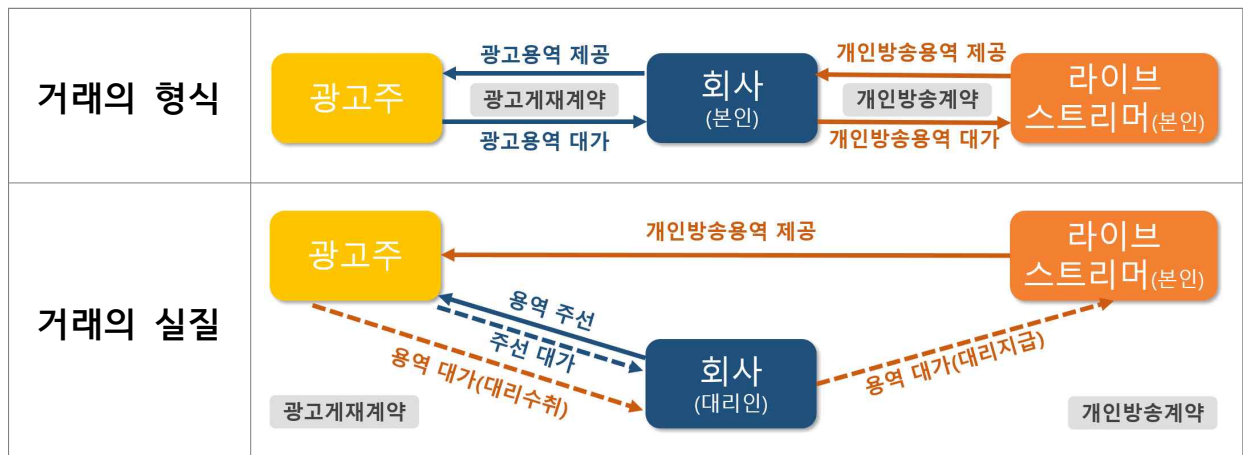 거래의 형식
광고주
광고용역 제공
광고게재계약
광고용역 대가
회사
(본인)
개인방송용역 제공
개인방송계약
개인방송용역 대가
라이브
스트리머(본인)
거래의 실질
광고주
개인방송용역 제공
라이브
스트리머(본인)
용역 주선
주선 대가
용역 대가(대리수취)
회사
(대리인)
용역 대가(대리지급)
광고게재계약
개인방송계약